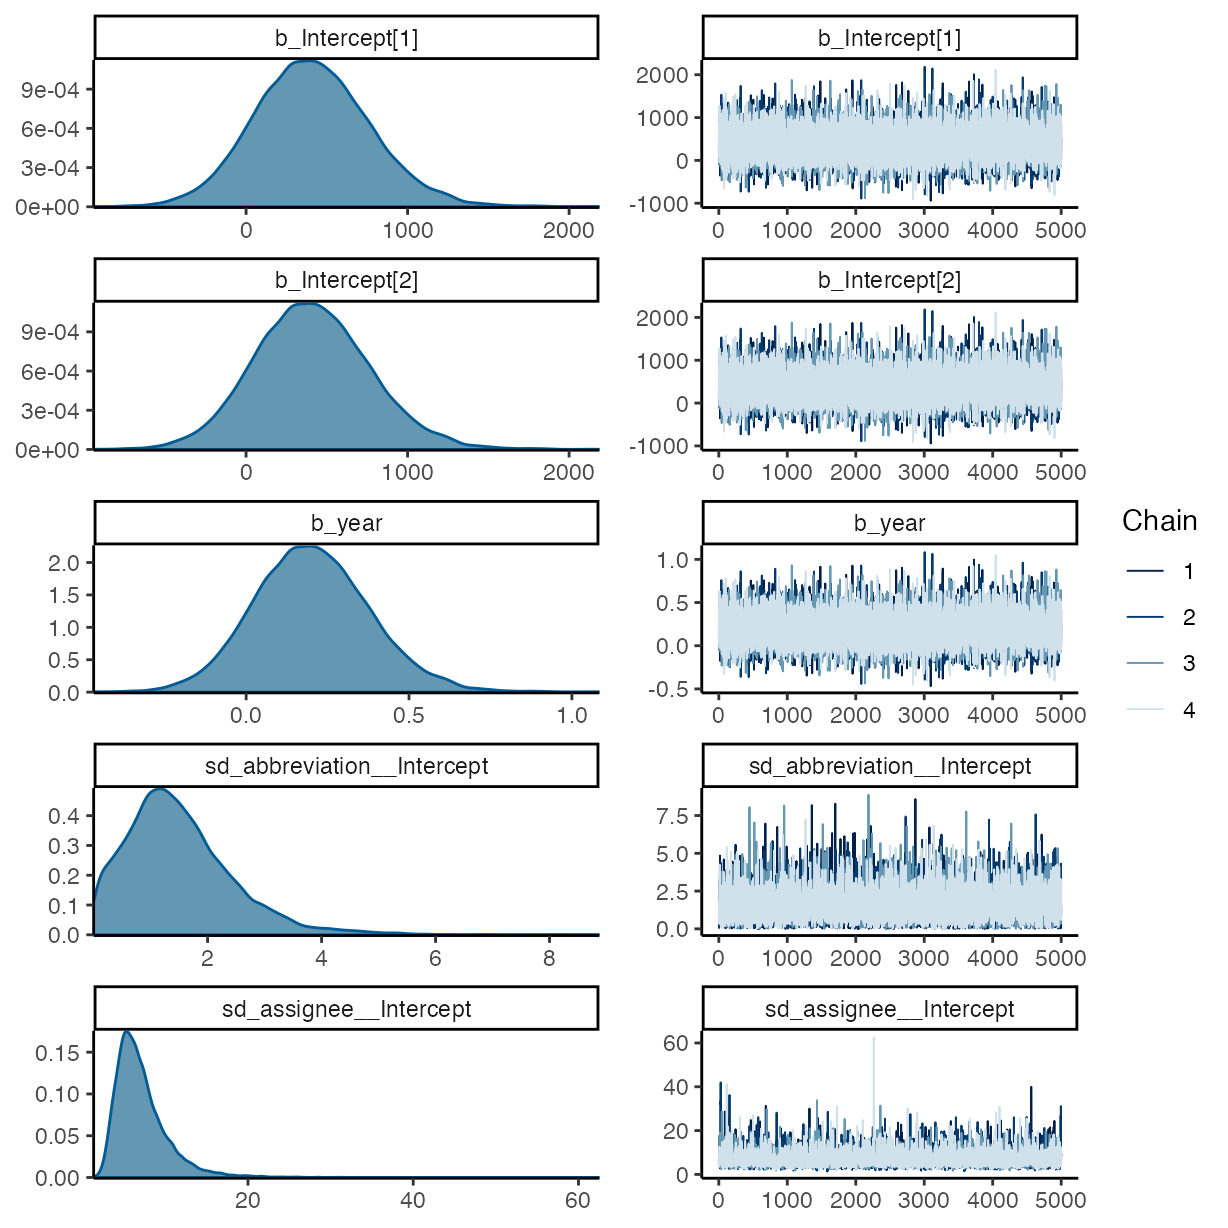 b_Intercept[1] b_Intercept[1]
9e-04 2000
6e-04 1000
3e-04 0
0e+00 -1000
0 1000 2000 0 1000 2000 3000 4000 5000
b_Intercept[2] b_Intercept[2]
9e-04 2000
6e-04 1000
3e-04 0
0e+00 -1000
0 1000 2000 0 1000 2000 3000 4000 5000
b_year b_year
2.0 1.0
1.5 0.5
1.0 0.0
0.5 -0.5
0.0
0.0 0.5 1.0 0 1000 2000 3000 4000 5000
Chain
1
2
3
4
sd_abbreviation__Intercept sd_abbreviation__Intercept
0.4 7.5
0.3 5.0
0.2 2.5
0.1 0.0
0.0
2 4 6 8 0 1000 2000 3000 4000 5000
sd_assignee__Intercept sd_assignee__Intercept
0.15 60
0.10 40
0.05 20
0.00 0
20 40 60 0 1000 2000 3000 4000 5000